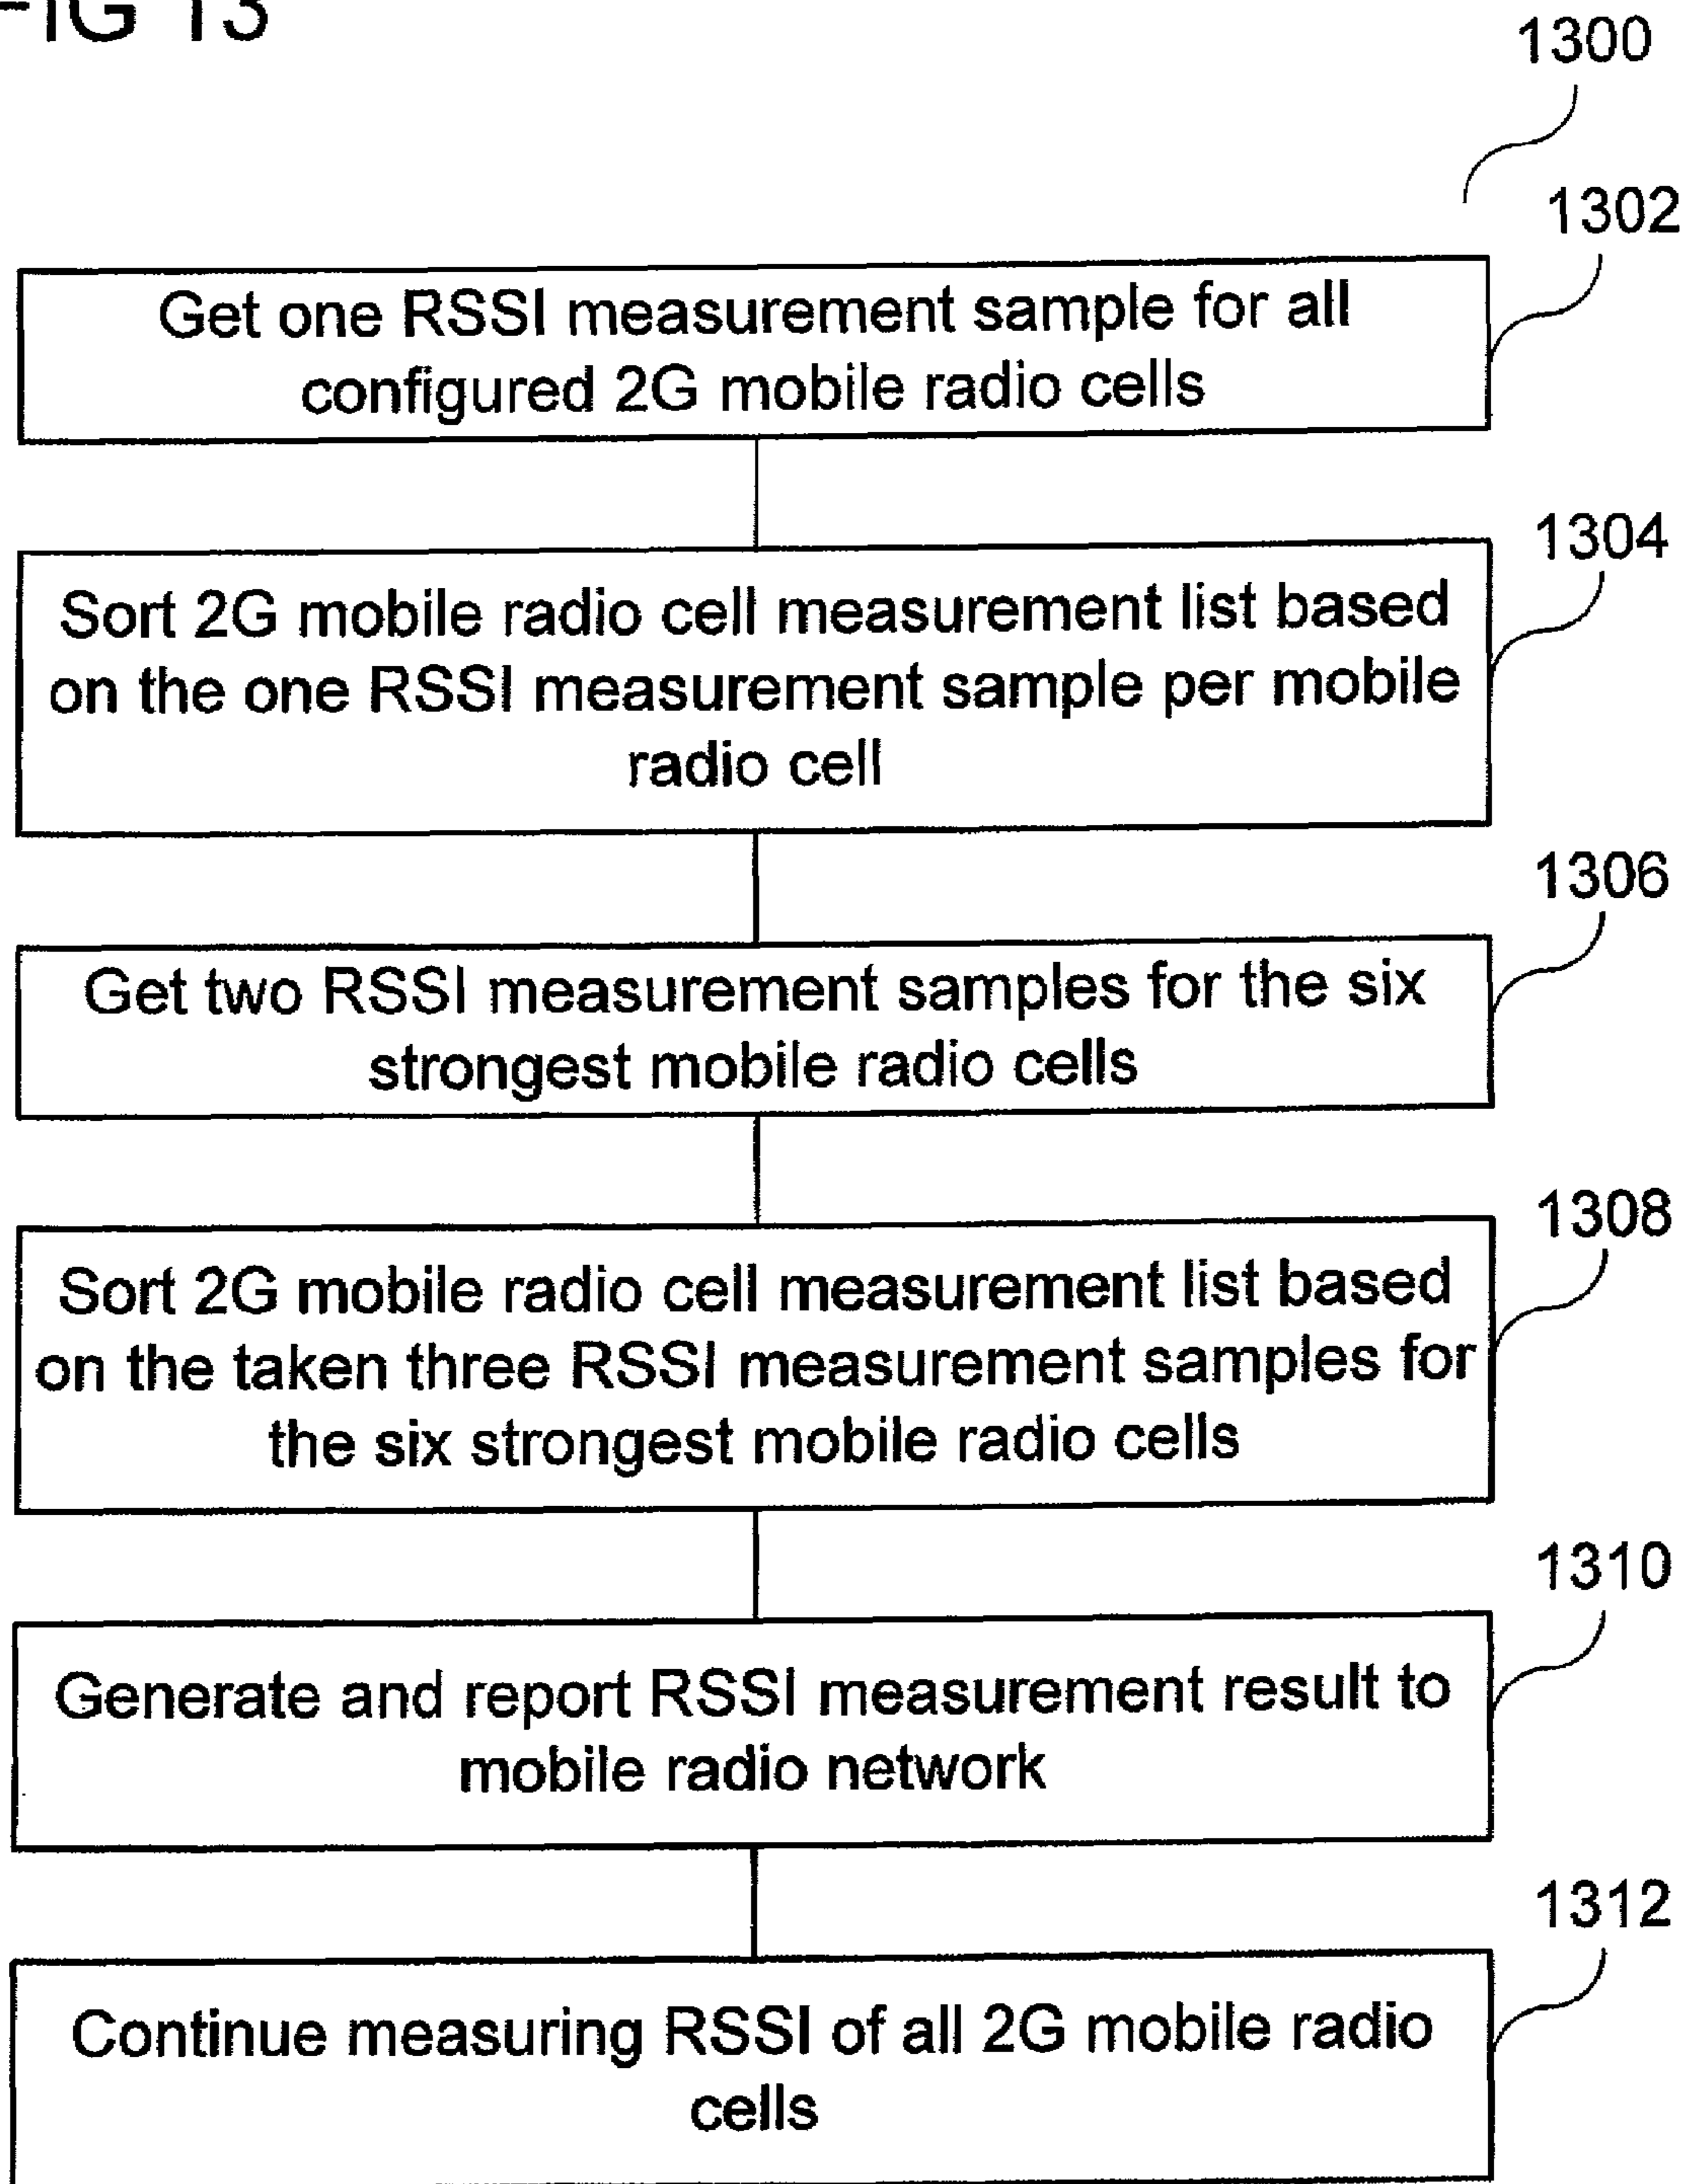 FIG 13
1300
1302
Get one RSSI measurement sample for all
configured 2G mobile radio cells
1304
Sort 2G mobile radio cell measurement list based
on the one RSSI measurement sample per mobile
radio cell
1306
Get two RSSI measurement samples for the six
strongest mobile radio cells
1308
Sort 2G mobile radio cell measurement list based
on the taken three RSSI measurement samples for
the six strongest mobile radio cells
1310
Generate and report RSSI measurement result to
mobile radio network
1312
Continue measuring RSSI of all 2G mobile radio
cells